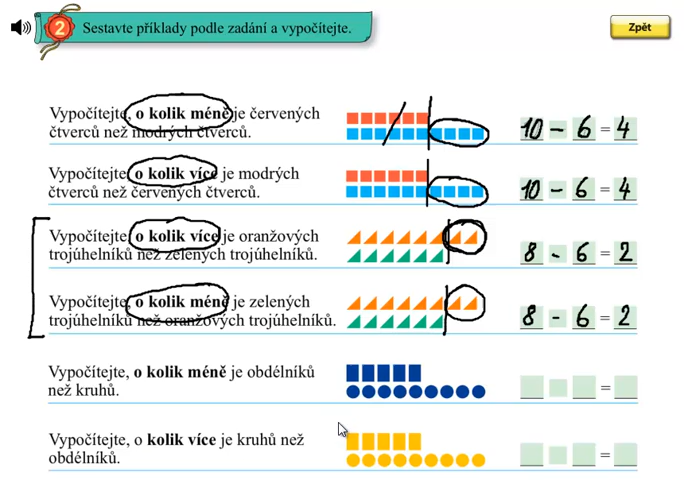 2 Sestavte příklady podle zadání a vypočítejte.
Zpět
Vypočítejte, o kolik méně je červených
čtverců než modrých čtverců.
10 - 6 = 4
Vypočítejte, o kolik více je modrých
čtverců než červených čtverců.
10 - 6 = 4
Vypočítejte, o kolik více je oranžových
trojúhelníků než zelených trojúhelníků.
8 - 6 = 2
Vypočítejte, o kolik méně je zelených
trojúhelníků než oranžových trojúhelníků.
8 - 6 = 2
Vypočítejte, o kolik méně je obdélníků
než kruhů.
=
Vypočítejte, o kolik více je kruhů než
obdélníků.
=